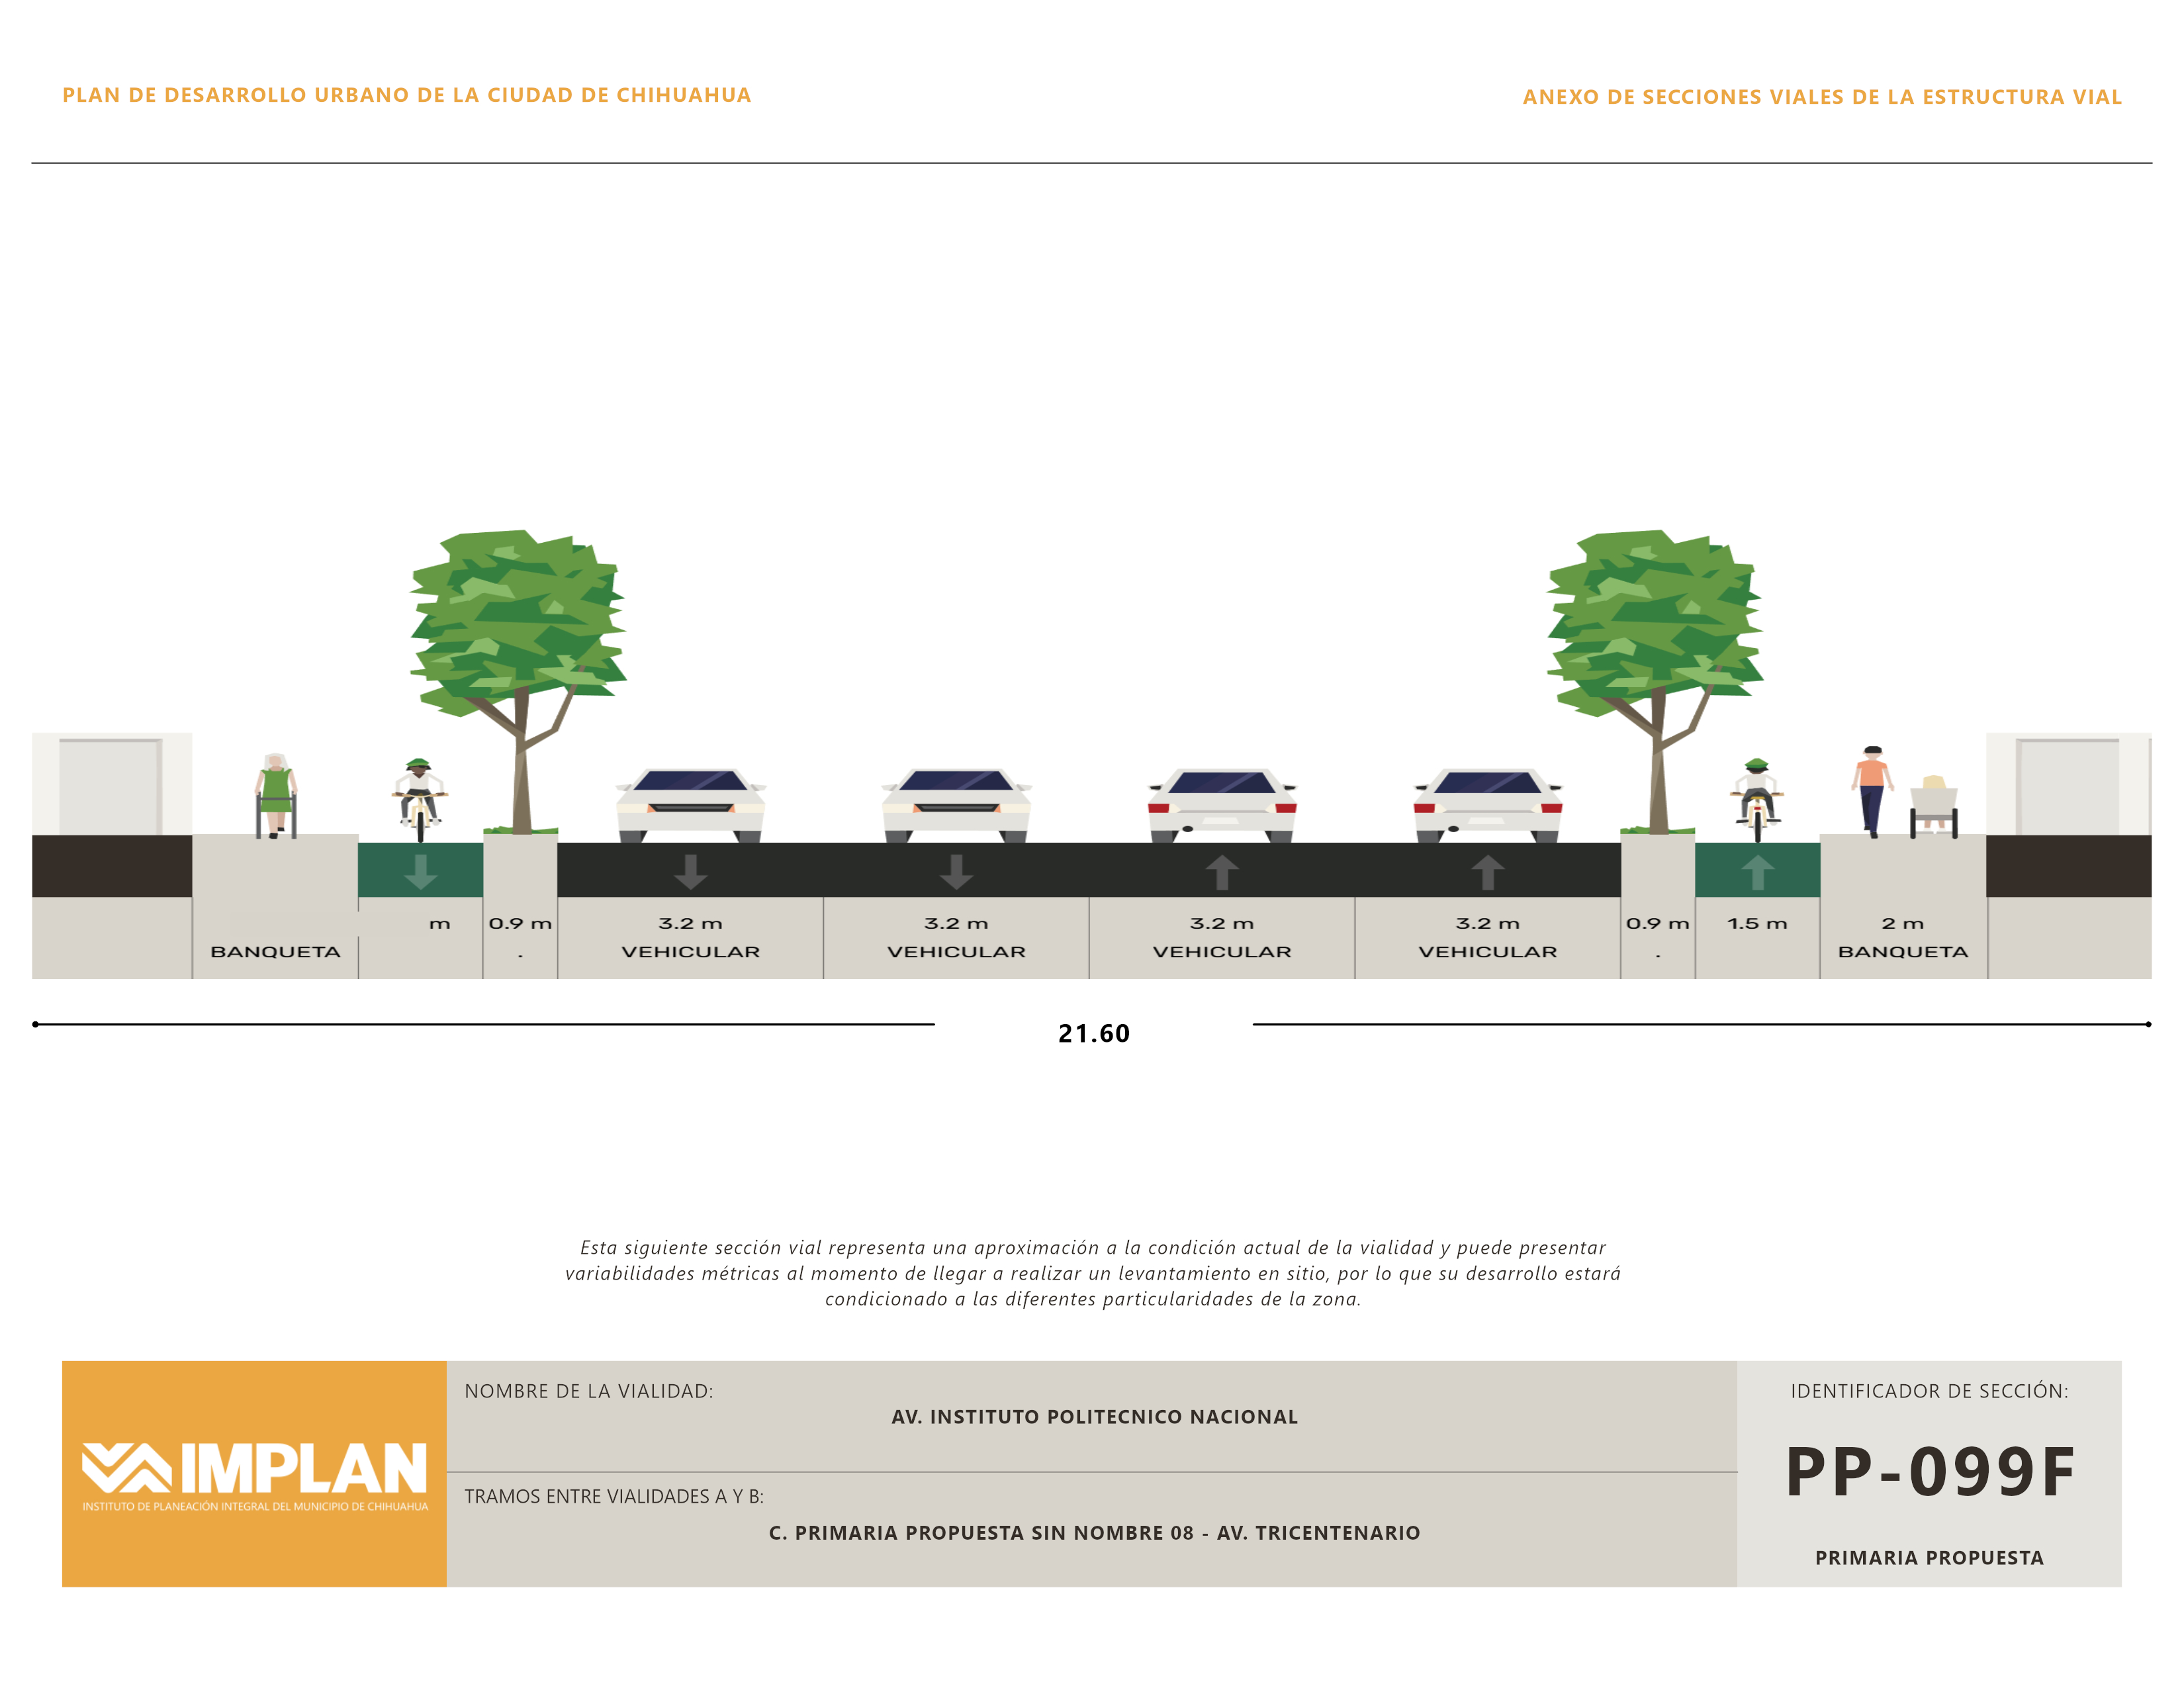 PLAN DE DESARROLLO URBANO DE LA CIUDAD DE CHIHUAHUA
ANEXO DE SECCIONES VIALES DE LA ESTRUCTURA VIAL
m 0.9 m 3.2 m 3.2 m 3.2 m 3.2 m 0.9 m 1.5 m 2 m
BANQUETA . VEHICULAR VEHICULAR VEHICULAR VEHICULAR . BANQUETA
21.60
Esta siguiente sección vial representa una aproximación a la condición actual de la vialidad y puede presentar
variabilidades métricas al momento de llegar a realizar un levantamiento en sitio, por lo que su desarrollo estará
condicionado a las diferentes particularidades de la zona.
IMPLAN
INSTITUTO DE PLANEACIÓN INTEGRAL DEL MUNICIPIO DE CHIHUAHUA
NOMBRE DE LA VIALIDAD:
AV. INSTITUTO POLITECNICO NACIONAL
TRAMOS ENTRE VIALIDADES A Y B:
C. PRIMARIA PROPUESTA SIN NOMBRE 08 - AV. TRICENTENARIO
IDENTIFICADOR DE SECCIÓN:
PP-099F
PRIMARIA PROPUESTA